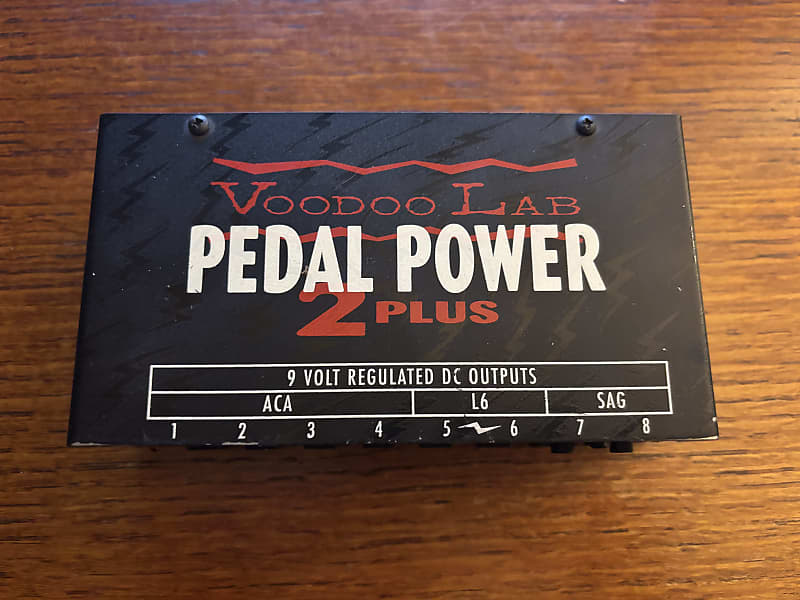 VOODOO LAB
PEDAL POWER
2 PLUS
9 VOLT REGULATED DC OUTPUTS
ACA L6 SAG
1 2 3 4 5 6 7 8